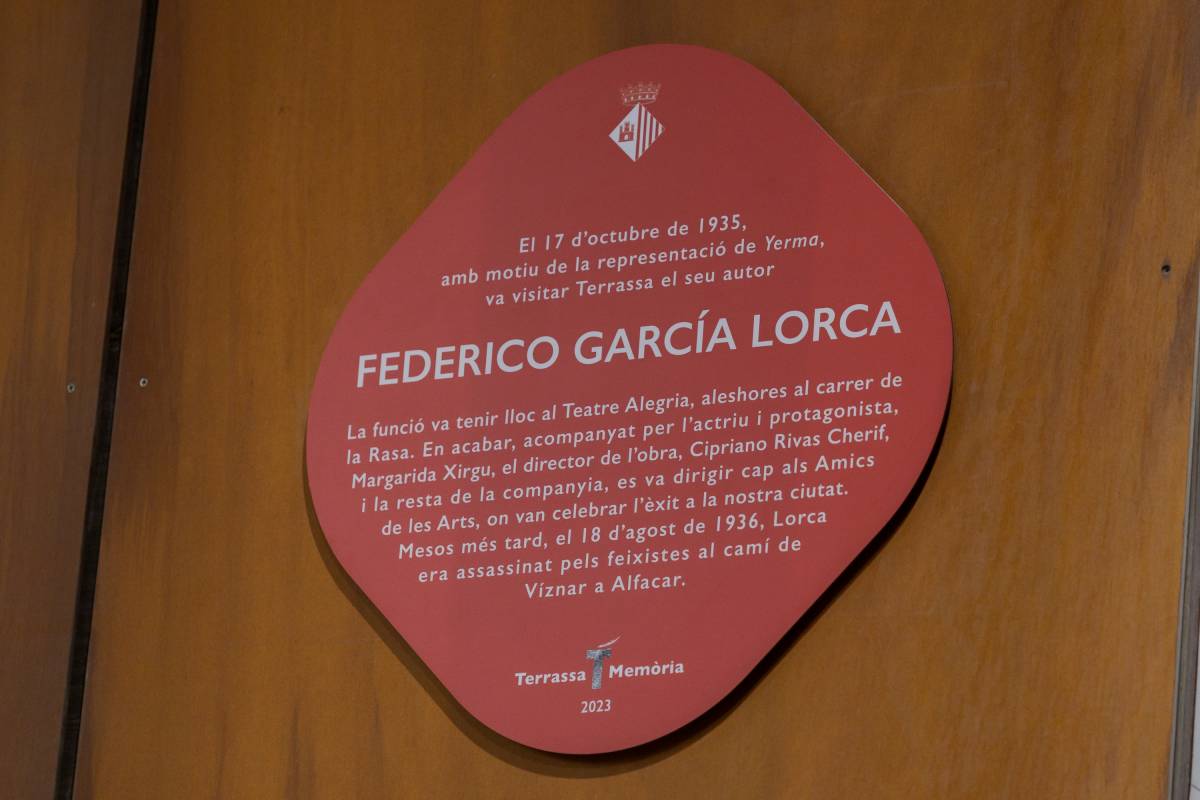 El 17 d’octubre de 1935,
amb motiu de la representació de Yerma,
va visitar Terrassa el seu autor
FEDERICO GARCÍA LORCA
La funció va tenir lloc al Teatre Alegria, aleshores al carrer de
la Rasa. En acabar, acompanyat per l’actriu i protagonista,
Margarida Xirgu, el director de l’obra, Cipriano Rivas Cherif,
i la resta de la companyia, es va dirigir cap als Amics
de les Arts, on van celebrar l’èxit a la nostra ciutat.
Mesos més tard, el 18 d’agost de 1936, Lorca
era assassinat pels feixistes al camí de
Víznar a Alfacar.
Terrassa T Memòria
2023